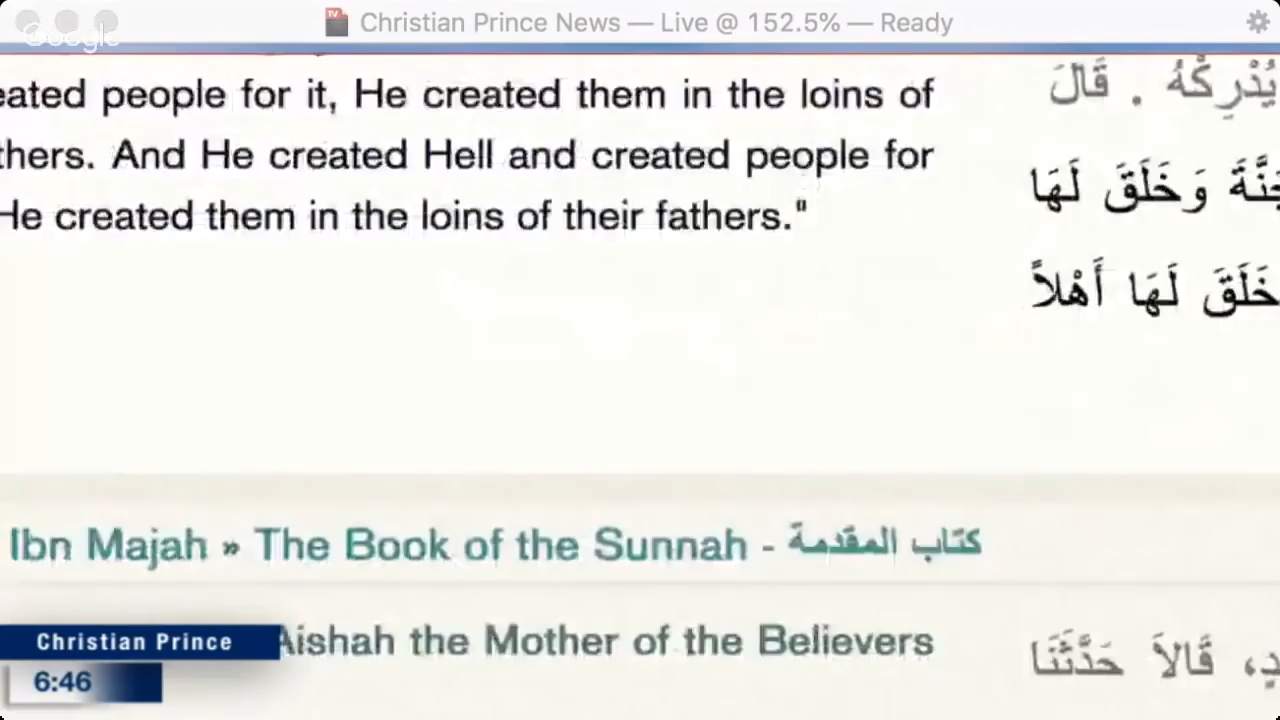 Christian Prince News — Live @ 152.5% — Ready
Google
eated people for it, He created them in the loins of
thers. And He created Hell and created people for
He created them in the loins of their fathers."
يُدْرِكْهُ . قَالَ
وَخَلَقَ لَهَا
خَلَقَ لَهَا أَهْلاً
Ibn Majah » The Book of the Sunnah - كتاب المقدمة
Aishah the Mother of the Believers
قَالاَ حَدَّثَنَا
Christian Prince
6:46